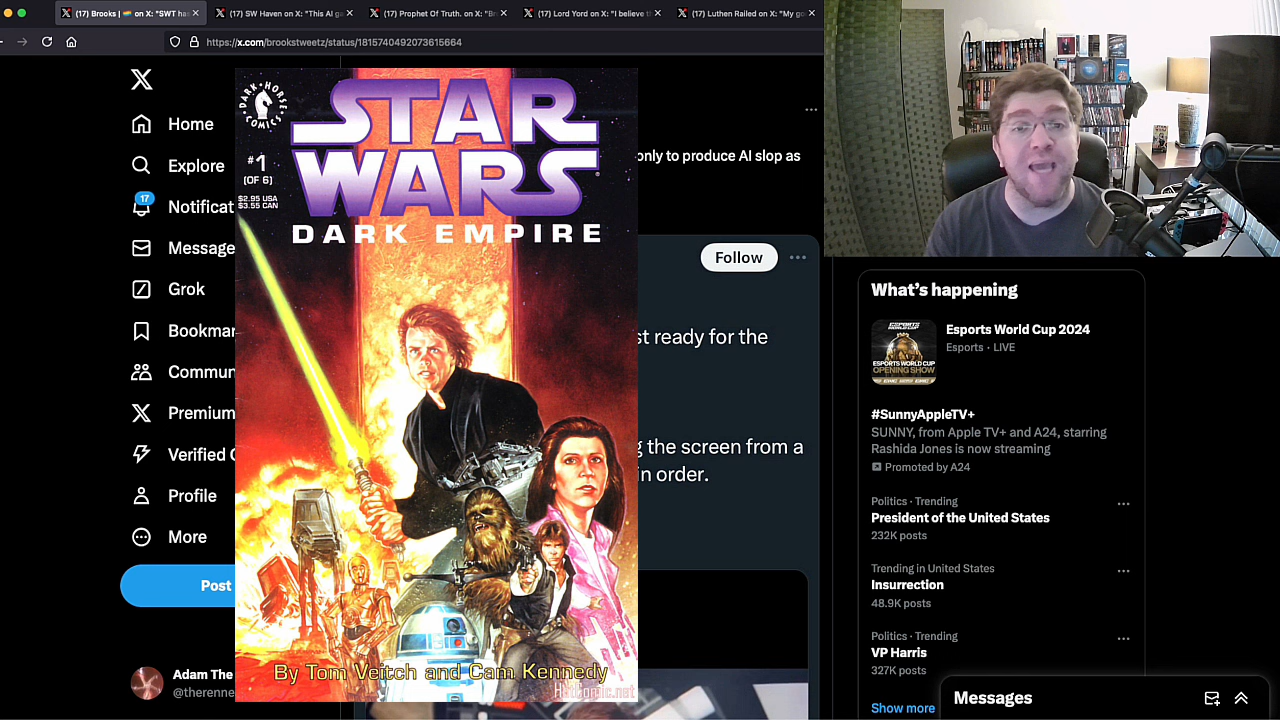 (17) Brooks | on X: "SWT ha
(17) SW Haven on X: "This AI g
(17) Prophet Of Truth. on X: "Br
(17) Lord Yord on X: "I believe t
(17) Luthen Railed on X: "My go
https://x.com/brookstweetz/status/1815740492073615664
Home
Explore
17
Notificat
Message
Grok
Bookmar
Commun
Premium
Verified
Profile
More
Post
Adam The
@therenne
DARK HORSE COMICS
#1
(OF 6)
$2.95 USA
$3.55 CAN
STAR
WARS
DARK EMPIRE
By Tom Veitch and Cam Kennedy
only to produce AI slop as
Follow
st ready for the
g the screen from a
in order.
What's happening
ESPORTS
WORLD CUP
ESPORTS WORLD CUP
OPENING SHOW
Esports World Cup 2024
Esports · LIVE
#SunnyAppleTV+
SUNNY, from Apple TV+ and A24, starring
Rashida Jones is now streaming
Promoted by A24
Politics · Trending
President of the United States
232K posts
Trending in United States
Insurrection
48.9K posts
Politics · Trending
VP Harris
327K posts
Show more
Messages